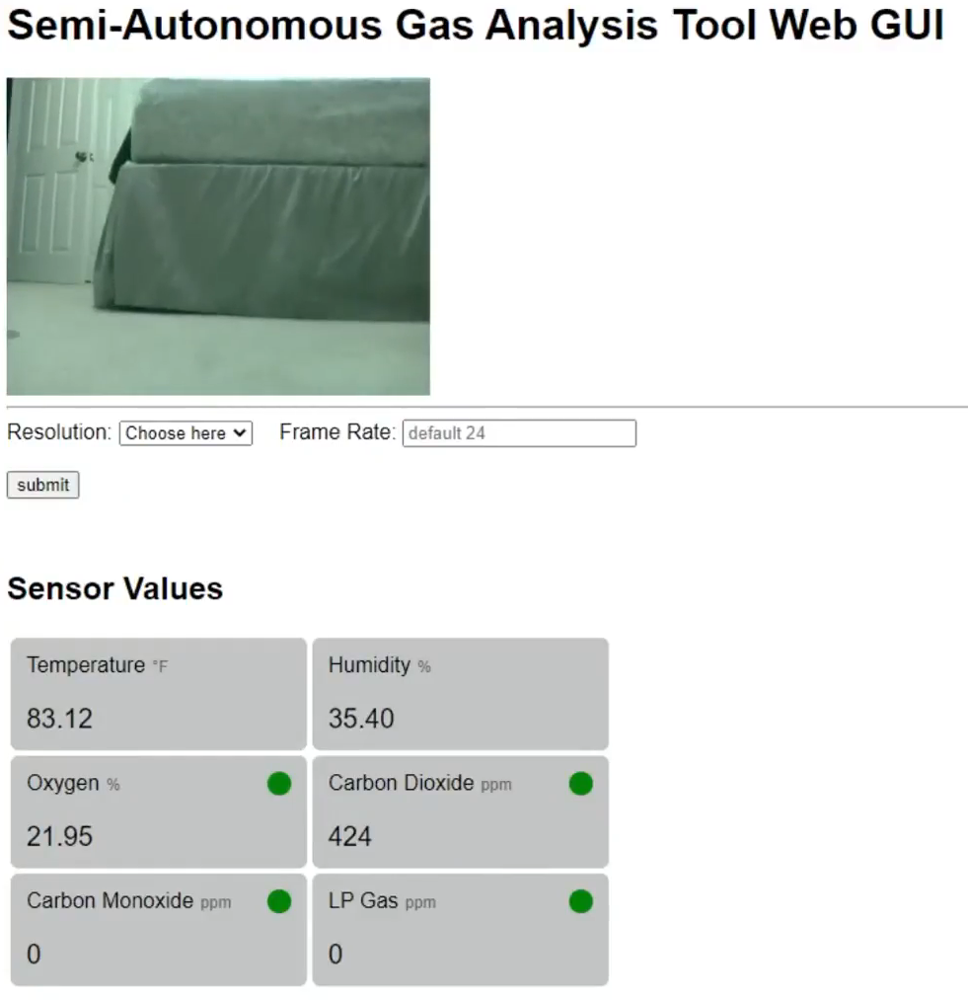 Semi-Autonomous Gas Analysis Tool Web GUI
Resolution: Choose here Frame Rate: default 24
submit
Sensor Values
Temperature °F
83.12
Humidity %
35.40
Oxygen %
21.95
Carbon Dioxide ppm
424
Carbon Monoxide ppm
0
LP Gas ppm
0